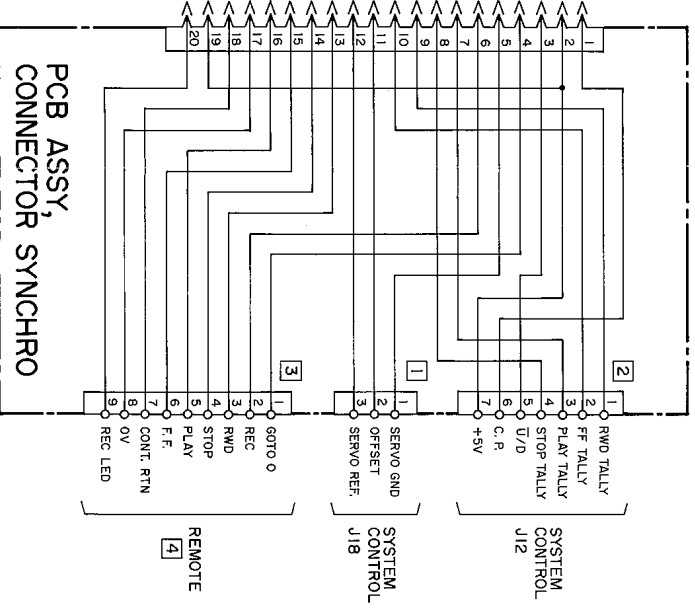 1
2
3
4
5
6
7
8
9
10
11
12
13
14
15
16
17
18
19
20
2
1 RWD TALLY
2 FF TALLY
3 PLAY TALLY
4 STOP TALLY
5 U/D
6 C. P.
7 +5V
SYSTEM
CONTROL
J12
1
1 SERVO GND
2 OFFSET
3 SERVO REF.
SYSTEM
CONTROL
J18
3
1 GOTO 0
2 REC
3 RWD
4 STOP
5 PLAY
6 F.F.
7 CONT. RTN
8 0V
9 REC LED
REMOTE
4
PCB ASSY,
CONNECTOR SYNCHRO